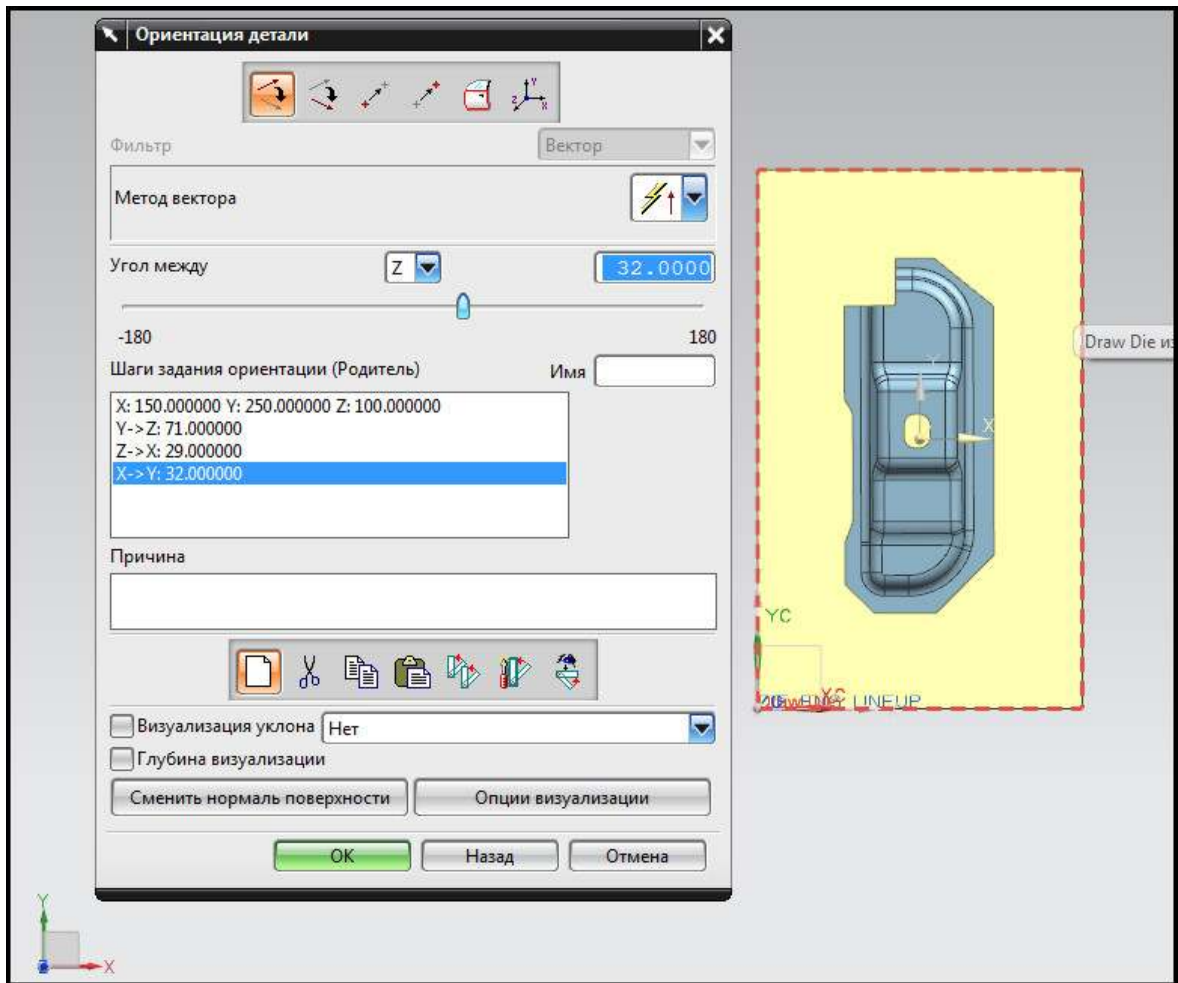 Ориентация детали
Фильтр
Вектор
Метод вектора
Угол между
Z
32.0000
-180
180
Шаги задания ориентации (Родитель)
Имя
X: 150.000000 Y: 250.000000 Z: 100.000000
Y->Z: 71.000000
Z->X: 29.000000
X->Y: 32.000000
Причина
Визуализация уклона
Нет
Глубина визуализации
Сменить нормаль поверхности
Опции визуализации
OK
Назад
Отмена
Draw Die из
Y
X
YC
XC
LINEUP
Y
X